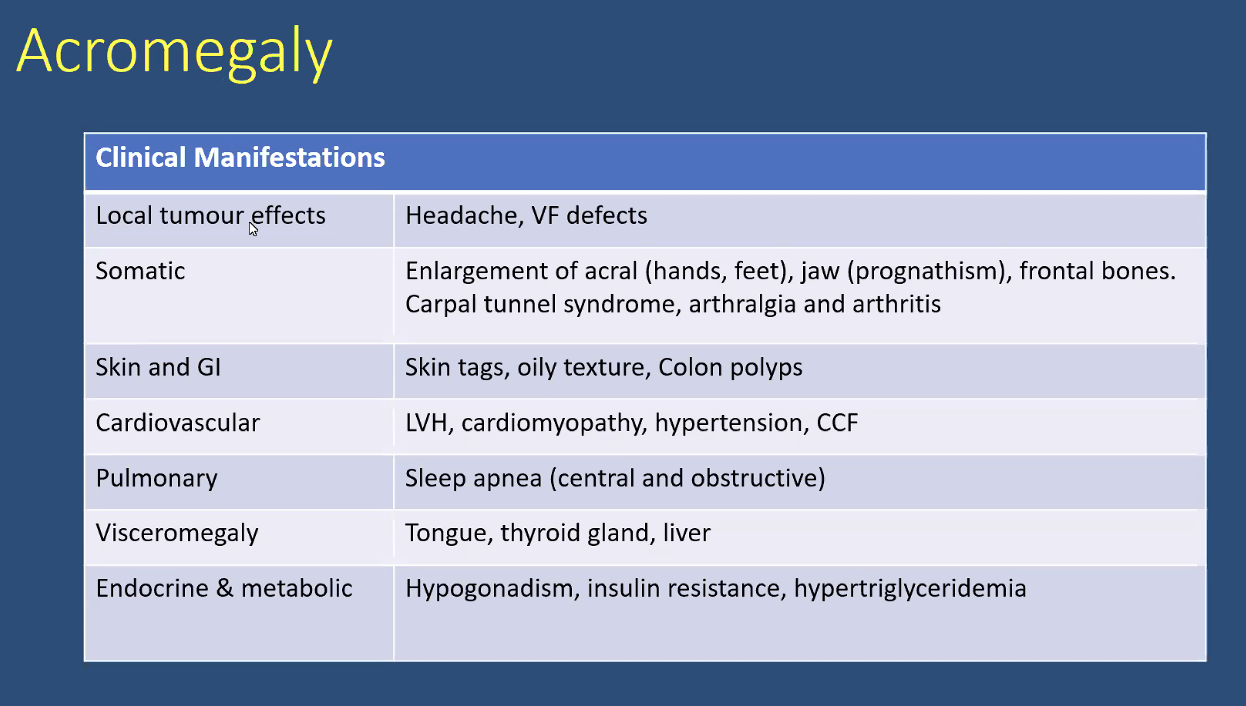 Acromegaly
Clinical Manifestations
Local tumour effects
Headache, VF defects
Somatic
Enlargement of acral (hands, feet), jaw (prognathism), frontal bones.
Carpal tunnel syndrome, arthralgia and arthritis
Skin and GI
Skin tags, oily texture, Colon polyps
Cardiovascular
LVH, cardiomyopathy, hypertension, CCF
Pulmonary
Sleep apnea (central and obstructive)
Visceromegaly
Tongue, thyroid gland, liver
Endocrine & metabolic
Hypogonadism, insulin resistance, hypertriglyceridemia